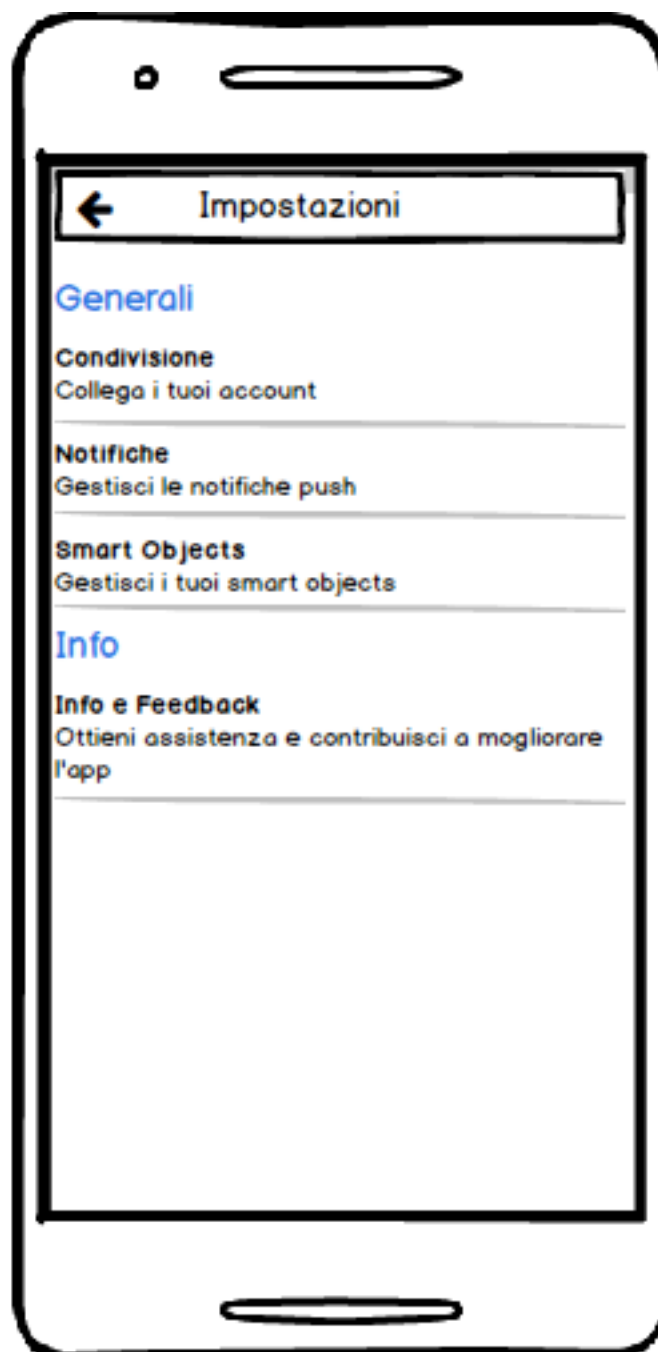 Impostazioni
Generali
Condivisione
Collega i tuoi account
Notifiche
Gestisci le notifiche push
Smart Objects
Gestisci i tuoi smart objects
Info
Info e Feedback
Ottieni assistenza e contribuisci a mogliorare
l'app